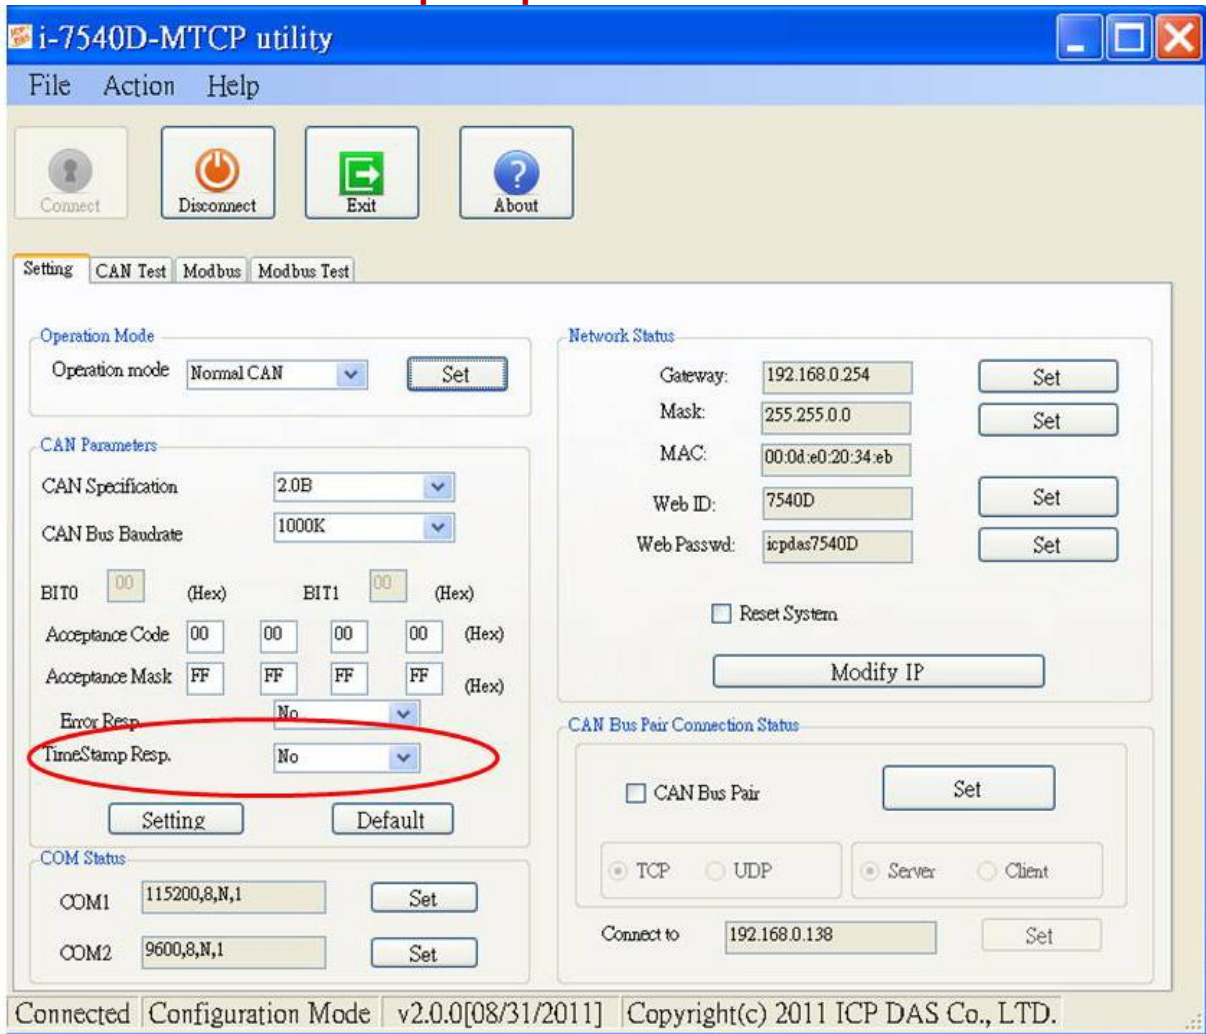 i-7540D-MTCP utility
File Action Help
Connect Disconnect Exit About
Setting CAN Test Modbus Modbus Test
Operation Mode
Operation mode Normal CAN Set
CAN Parameters
CAN Specification 2.0B
CAN Bus Baudrate 1000K
BIT0 00 (Hex) BIT1 00 (Hex)
Acceptance Code 00 00 00 00 (Hex)
Acceptance Mask FF FF FF FF (Hex)
Error Resp. No
TimeStamp Resp. No
Setting Default
COM Status
COM1 115200,8,N,1 Set
COM2 9600,8,N,1 Set
Network Status
Gateway: 192.168.0.254 Set
Mask: 255.255.0.0 Set
MAC: 00:0d:e0:20:34:eb
Web ID: 7540D Set
Web Passwd: icpdas7540D Set
Reset System
Modify IP
CAN Bus Pair Connection Status
CAN Bus Pair Set
TCP UDP Server Client
Connect to 192.168.0.138 Set
Connected Configuration Mode v2.0.0[08/31/2011] Copyright(c) 2011 ICP DAS Co., LTD.